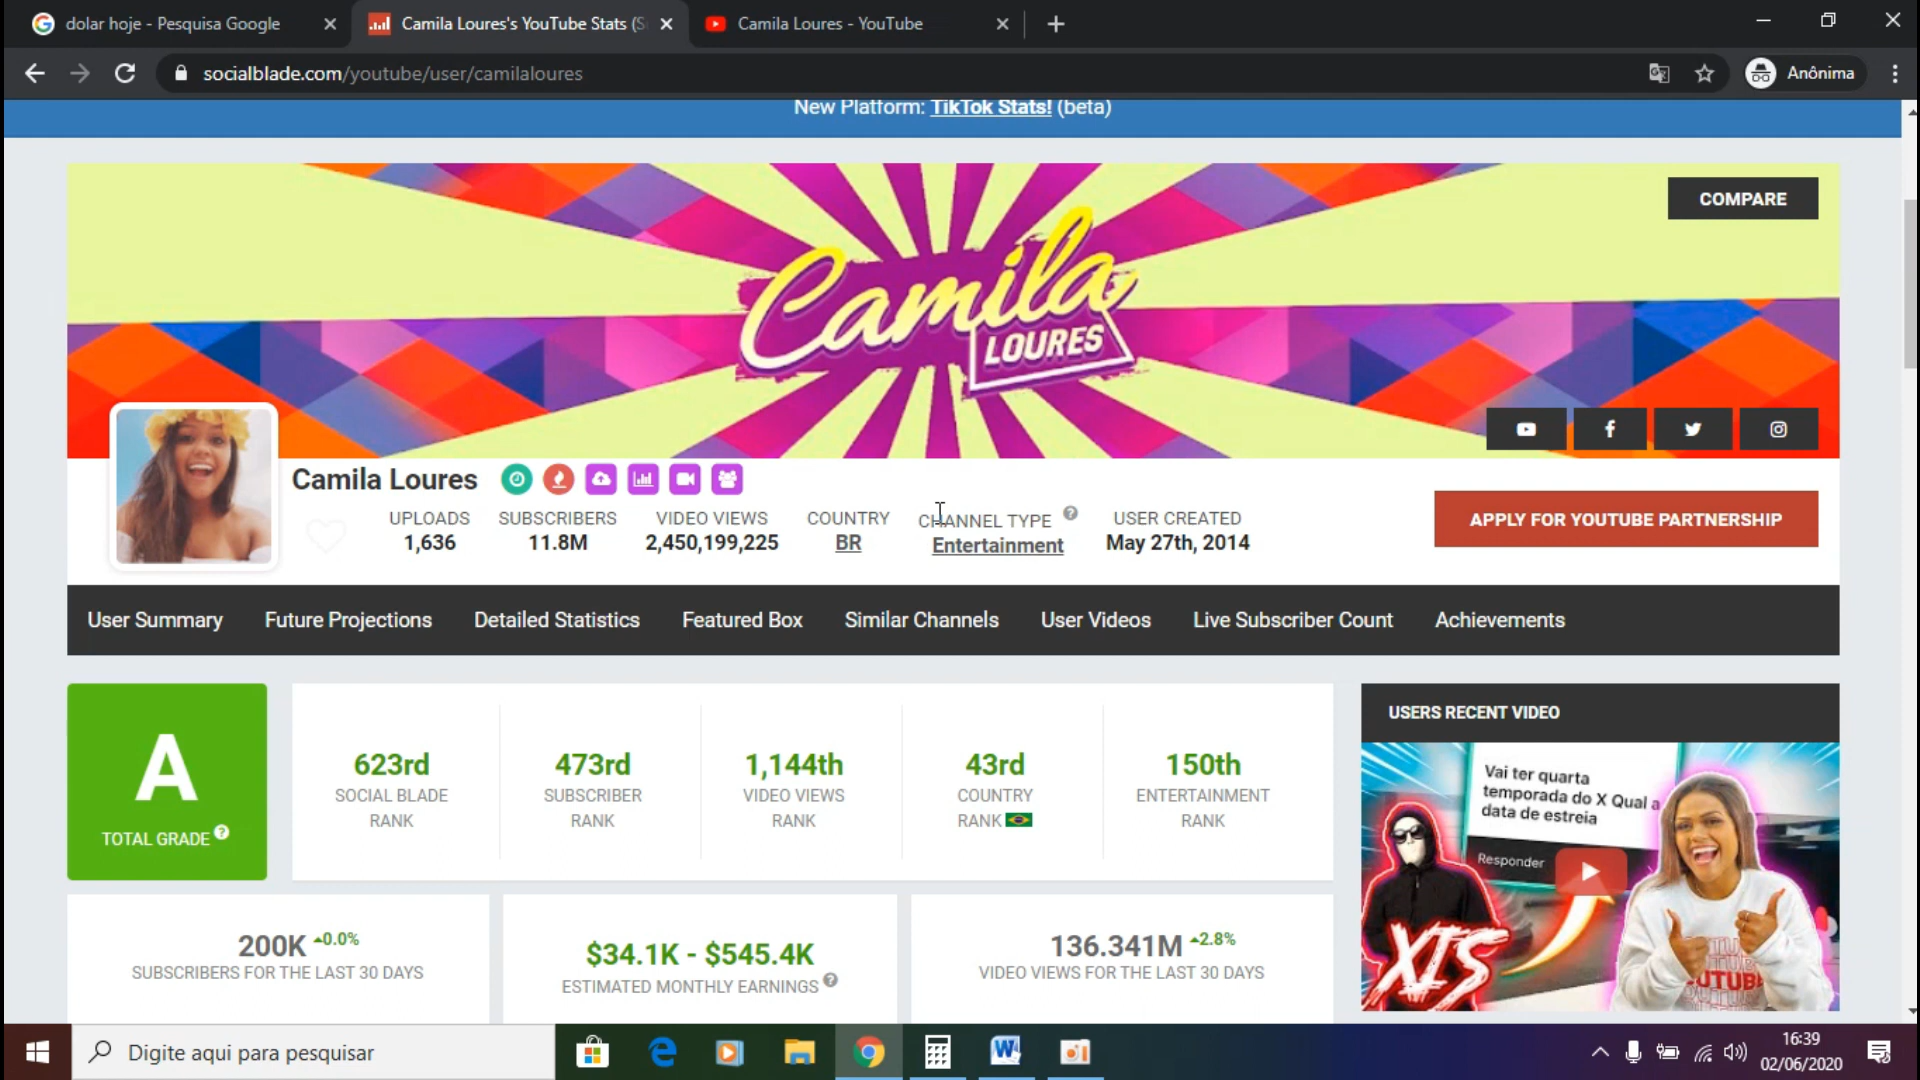 dolar hoje - Pesquisa Google
Camila Loures's YouTube Stats (S
Camila Loures - YouTube
socialblade.com/youtube/user/camilaloures
Anônima
New Platform: TikTok Stats! (beta)
COMPARE
Camila
LOURES
Camila Loures
UPLOADS
1,636
SUBSCRIBERS
11.8M
VIDEO VIEWS
2,450,199,225
COUNTRY
BR
CHANNEL TYPE
Entertainment
USER CREATED
May 27th, 2014
APPLY FOR YOUTUBE PARTNERSHIP
User Summary
Future Projections
Detailed Statistics
Featured Box
Similar Channels
User Videos
Live Subscriber Count
Achievements
A
TOTAL GRADE
623rd
SOCIAL BLADE
RANK
473rd
SUBSCRIBER
RANK
1,144th
VIDEO VIEWS
RANK
43rd
COUNTRY
RANK
150th
ENTERTAINMENT
RANK
USERS RECENT VIDEO
Vai ter quarta
temporada do X Qual a
data de estreia
Responder
XIS
200K 0.0%
SUBSCRIBERS FOR THE LAST 30 DAYS
$34.1K - $545.4K
ESTIMATED MONTHLY EARNINGS
136.341M 2.8%
VIDEO VIEWS FOR THE LAST 30 DAYS
Digite aqui para pesquisar
16:39
02/06/2020